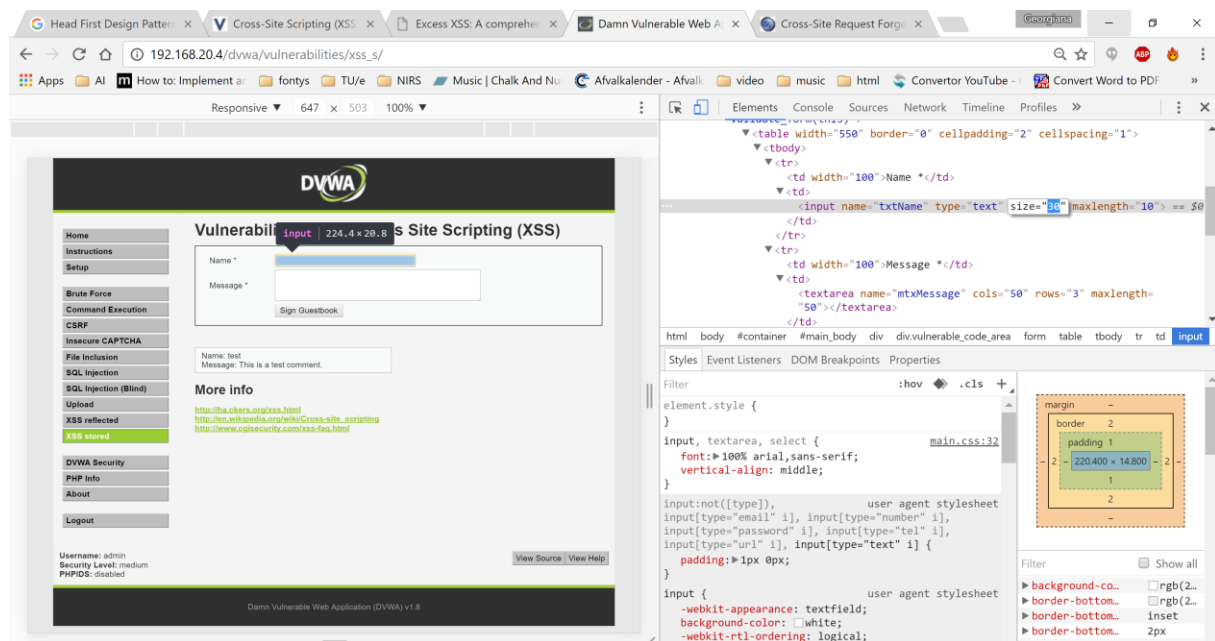 Head First Design Pattern
Cross-Site Scripting (XSS
Excess XSS: A comprehen
Damn Vulnerable Web A
Cross-Site Request Forge
Georgiana
192.168.20.4/dvwa/vulnerabilities/xss_s/
ABP
Apps AI How to: Implement ar fontys TU/e NIRS Music | Chalk And Nu Afvalkalender - Afvalk video music html Convertor YouTube - Convert Word to PDF »
Responsive ▼ 647 × 503 100% ▼
Elements Console Sources Network Timeline Profiles »
validate_form(this)">
▼<table width="550" border="0" cellpadding="2" cellspacing="1">
▼<tbody>
▼<tr>
<td width="100">Name *</td>
▼<td>
... <input name="txtName" type="text" size="30" maxlength="10"> == $0
</td>
</tr>
▼<tr>
<td width="100">Message *</td>
▼<td>
<textarea name="mtxMessage" cols="50" rows="3" maxlength=
"50"></textarea>
</td>
html body #container #main_body div div.vulnerable_code_area form table tbody tr td input
Styles Event Listeners DOM Breakpoints Properties
Filter :hov .cls +
element.style {
}
input, textarea, select { main.css:32
font:▶100% arial,sans-serif;
vertical-align: middle;
}
input:not([type]), user agent stylesheet
input[type="email" i], input[type="number" i],
input[type="password" i], input[type="tel" i],
input[type="url" i], input[type="text" i] {
padding:▶1px 0px;
}
input { user agent stylesheet
-webkit-appearance: textfield;
background-color: white;
-webkit-rtl-ordering: logical;
margin –
border 2
padding 1
– 2 – 220.400 × 14.800 – 2 –
1
2
–
Filter Show all
▶background-co… rgb(2…
▶border-bottom… rgb(2…
▶border-bottom… inset
▶border-bottom… 2px
DVWA
Home
Instructions
Setup
Brute Force
Command Execution
CSRF
Insecure CAPTCHA
File Inclusion
SQL Injection
SQL Injection (Blind)
Upload
XSS reflected
XSS stored
DVWA Security
PHP Info
About
Logout
Vulnerabili s Site Scripting (XSS)
input | 224.4 × 20.8
Name *
Message *
Sign Guestbook
Name: test
Message: This is a test comment.
More info
http://ha.ckers.org/xss.html
http://en.wikipedia.org/wiki/Cross-site_scripting
http://www.cgisecurity.com/xss-faq.html
Username: admin
Security Level: medium
PHPIDS: disabled
View Source View Help
Damn Vulnerable Web Application (DVWA) v1.8